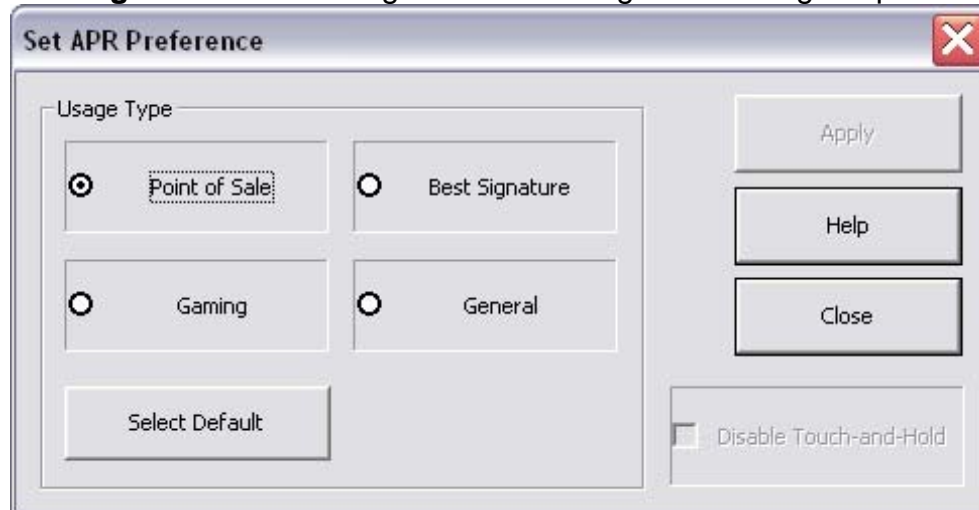 Set APR Preference
Usage Type
Point of Sale
Best Signature
Gaming
General
Select Default
Apply
Help
Close
Disable Touch-and-Hold